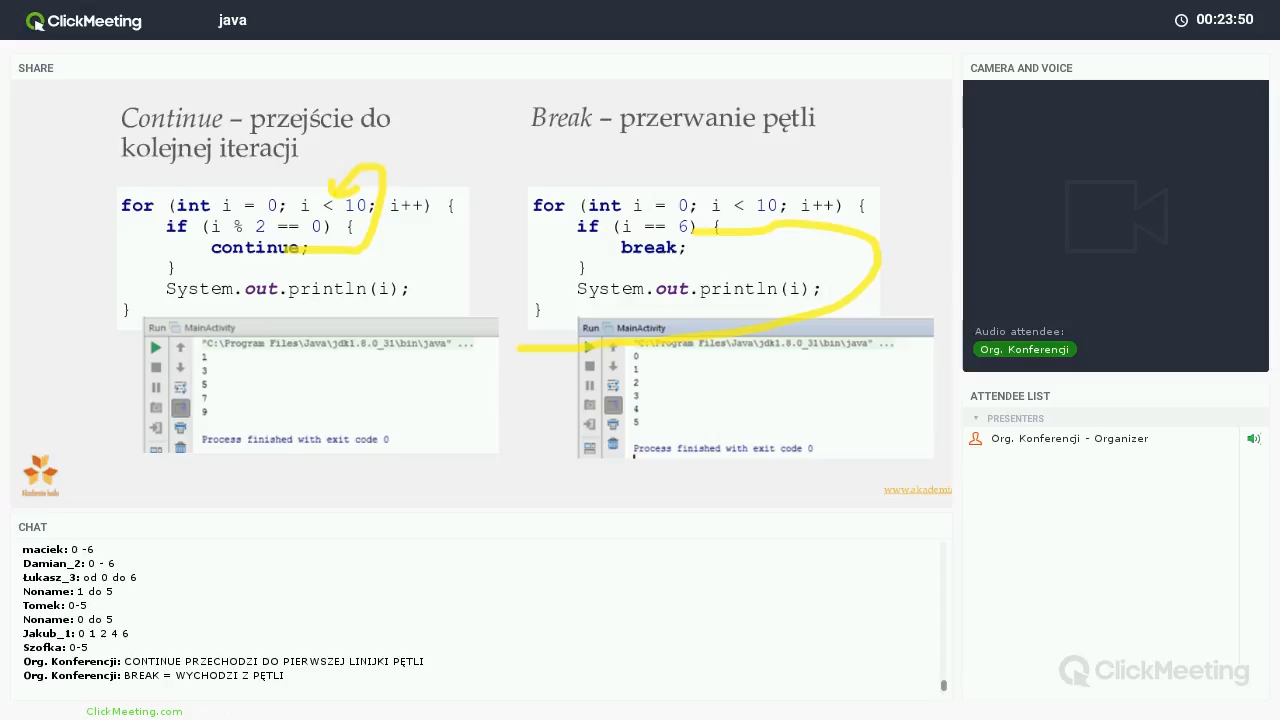 ClickMeeting
java
00:23:50
SHARE
Continue – przejście do
kolejnej iteracji
for (int i = 0; i < 10; i++) {
if (i % 2 == 0) {
continue;
}
System.out.println(i);
}
Run MainActivity
"C:\Program Files\Java\jdk1.8.0_31\bin\java" ...
1
3
5
7
9
Process finished with exit code 0
Break – przerwanie pętli
for (int i = 0; i < 10; i++) {
if (i == 6) {
break;
}
System.out.println(i);
}
Run MainActivity
"C:\Program Files\Java\jdk1.8.0_31\bin\java" ...
0
1
2
3
4
5
Process finished with exit code 0
www.akademia
CAMERA AND VOICE
Audio attendee:
Org. Konferencji
ATTENDEE LIST
PRESENTERS
Org. Konferencji - Organizer
CHAT
maciek: 0 -6
Damian_2: 0 - 6
Łukasz_3: od 0 do 6
Noname: 1 do 5
Tomek: 0-5
Noname: 0 do 5
Jakub_1: 0 1 2 4 6
Szofka: 0-5
Org. Konferencji: CONTINUE PRZECHODZI DO PIERWSZEJ LINIJKI PĘTLI
Org. Konferencji: BREAK = WYCHODZI Z PĘTLI
ClickMeeting
ClickMeeting.com